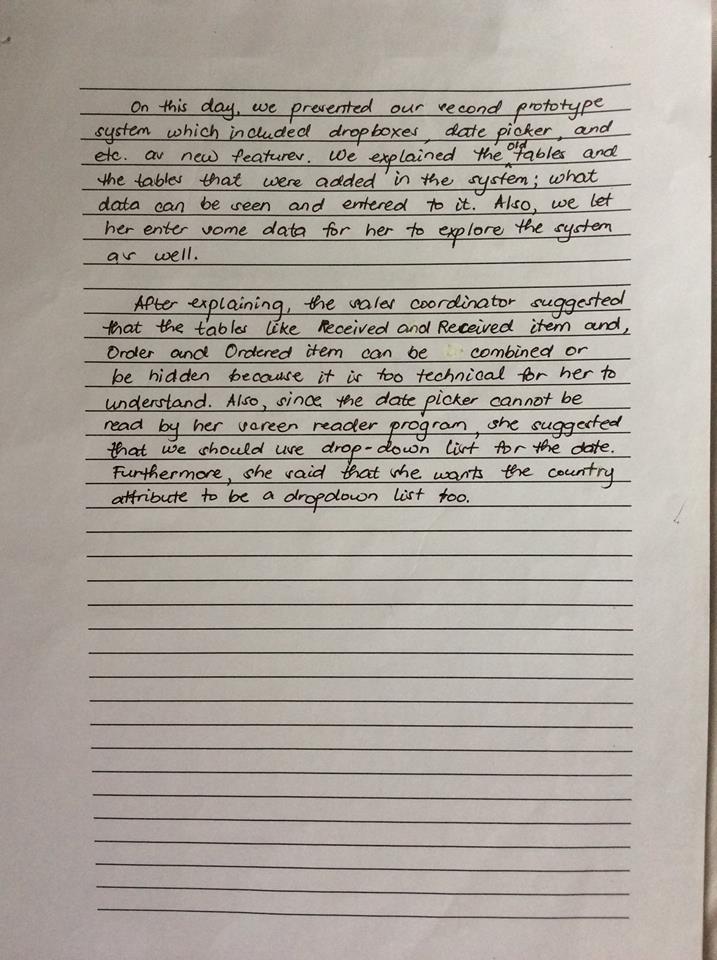 On this day, we presented our second prototype
system which included dropboxes, date picker, and
etc. as new features. We explained the old tables and
the tables that were added in the system; what
data can be seen and entered to it. Also, we let
her enter some data for her to explore the system
as well.
After explaining, the sales coordinator suggested
that the tables like Received and Received item and,
Order and Ordered item can be combined or
be hidden because it is too technical for her to
understand. Also, since the date picker cannot be
read by her screen reader program, she suggested
that we should use drop-down list for the date.
Furthermore, she said that she wants the country
attribute to be a dropdown list too.